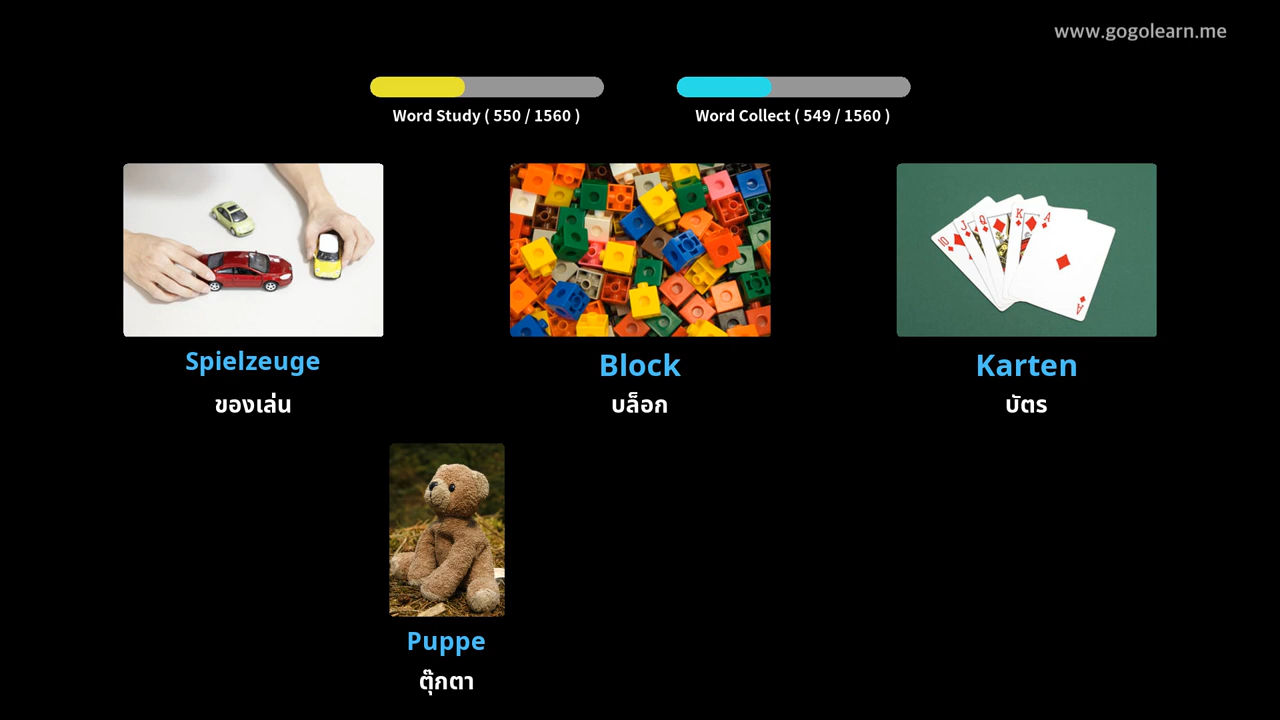 www.gogolearn.me
Word Study ( 550 / 1560 )
Word Collect ( 549 / 1560 )
10 J Q K A
A
Spielzeuge
ของเล่น
Block
บล็อก
Karten
บัตร
Puppe
ตุ๊กตา